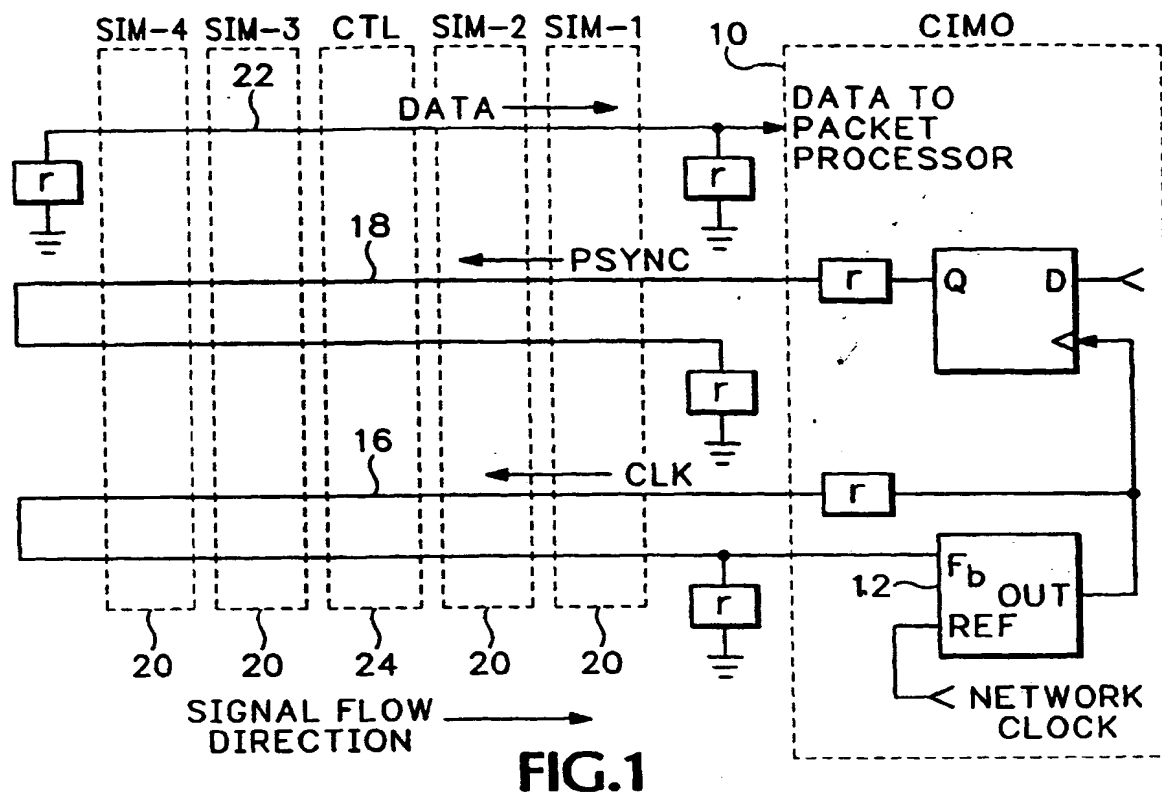 SIM-4 SIM-3 CTL SIM-2 SIM-1 10 CIMO
22
DATA
DATA TO
PACKET
PROCESSOR
r
r
18
PSYNC
r
Q D
r
16
CLK
r
12
Fb
OUT
REF
r
20 20 24 20 20
NETWORK
CLOCK
SIGNAL FLOW
DIRECTION
FIG.1